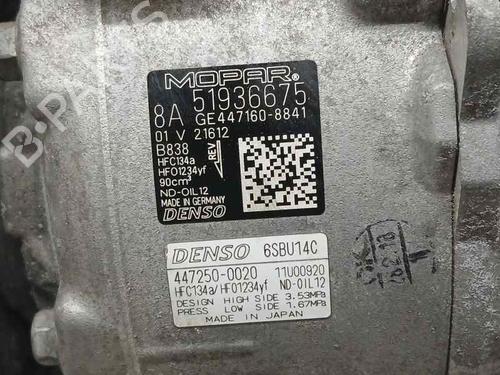 MOPAR®
8A 51936675
GE447160-8841
01 V 21612
B838
REV
HFC134a
HFO1234yf
90cm³
ND-OIL12
MADE IN GERMANY
DENSO
DENSO 6SBU14C
447250-0020 11U00920
HFC134a/HFO1234yf ND-OIL12
DESIGN HIGH SIDE 3.53MPa
PRESS LOW SIDE 1.67MPa
MADE IN JAPAN